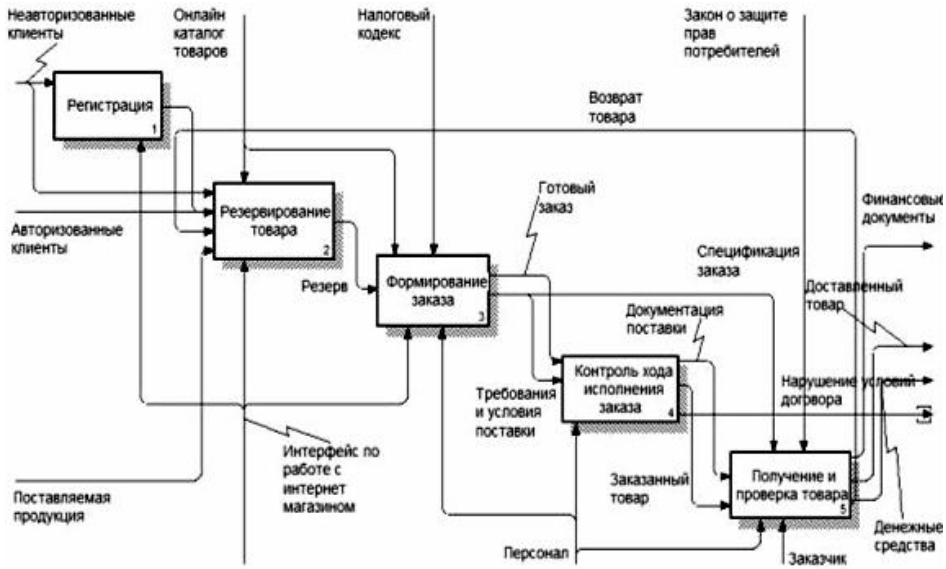 Неавторизованные
клиенты
Онлайн
каталог
товаров
Налоговый
кодекс
Закон о защите
прав
потребителей
Регистрация
1
Возврат
товара
Резервирование
товара
2
Авторизованные
клиенты
Готовый
заказ
Финансовые
документы
Резерв
Формирование
заказа
3
Спецификация
заказа
Доставленный
товар
Документация
поставки
Контроль хода
исполнения
заказа
4
Нарушение условий
договора
Требования
и условия
поставки
Интерфейс по
работе с
интернет
магазином
Поставляемая
продукция
Заказанный
товар
Получение и
проверка товара
5
Персонал
Заказчик
Денежные
средства